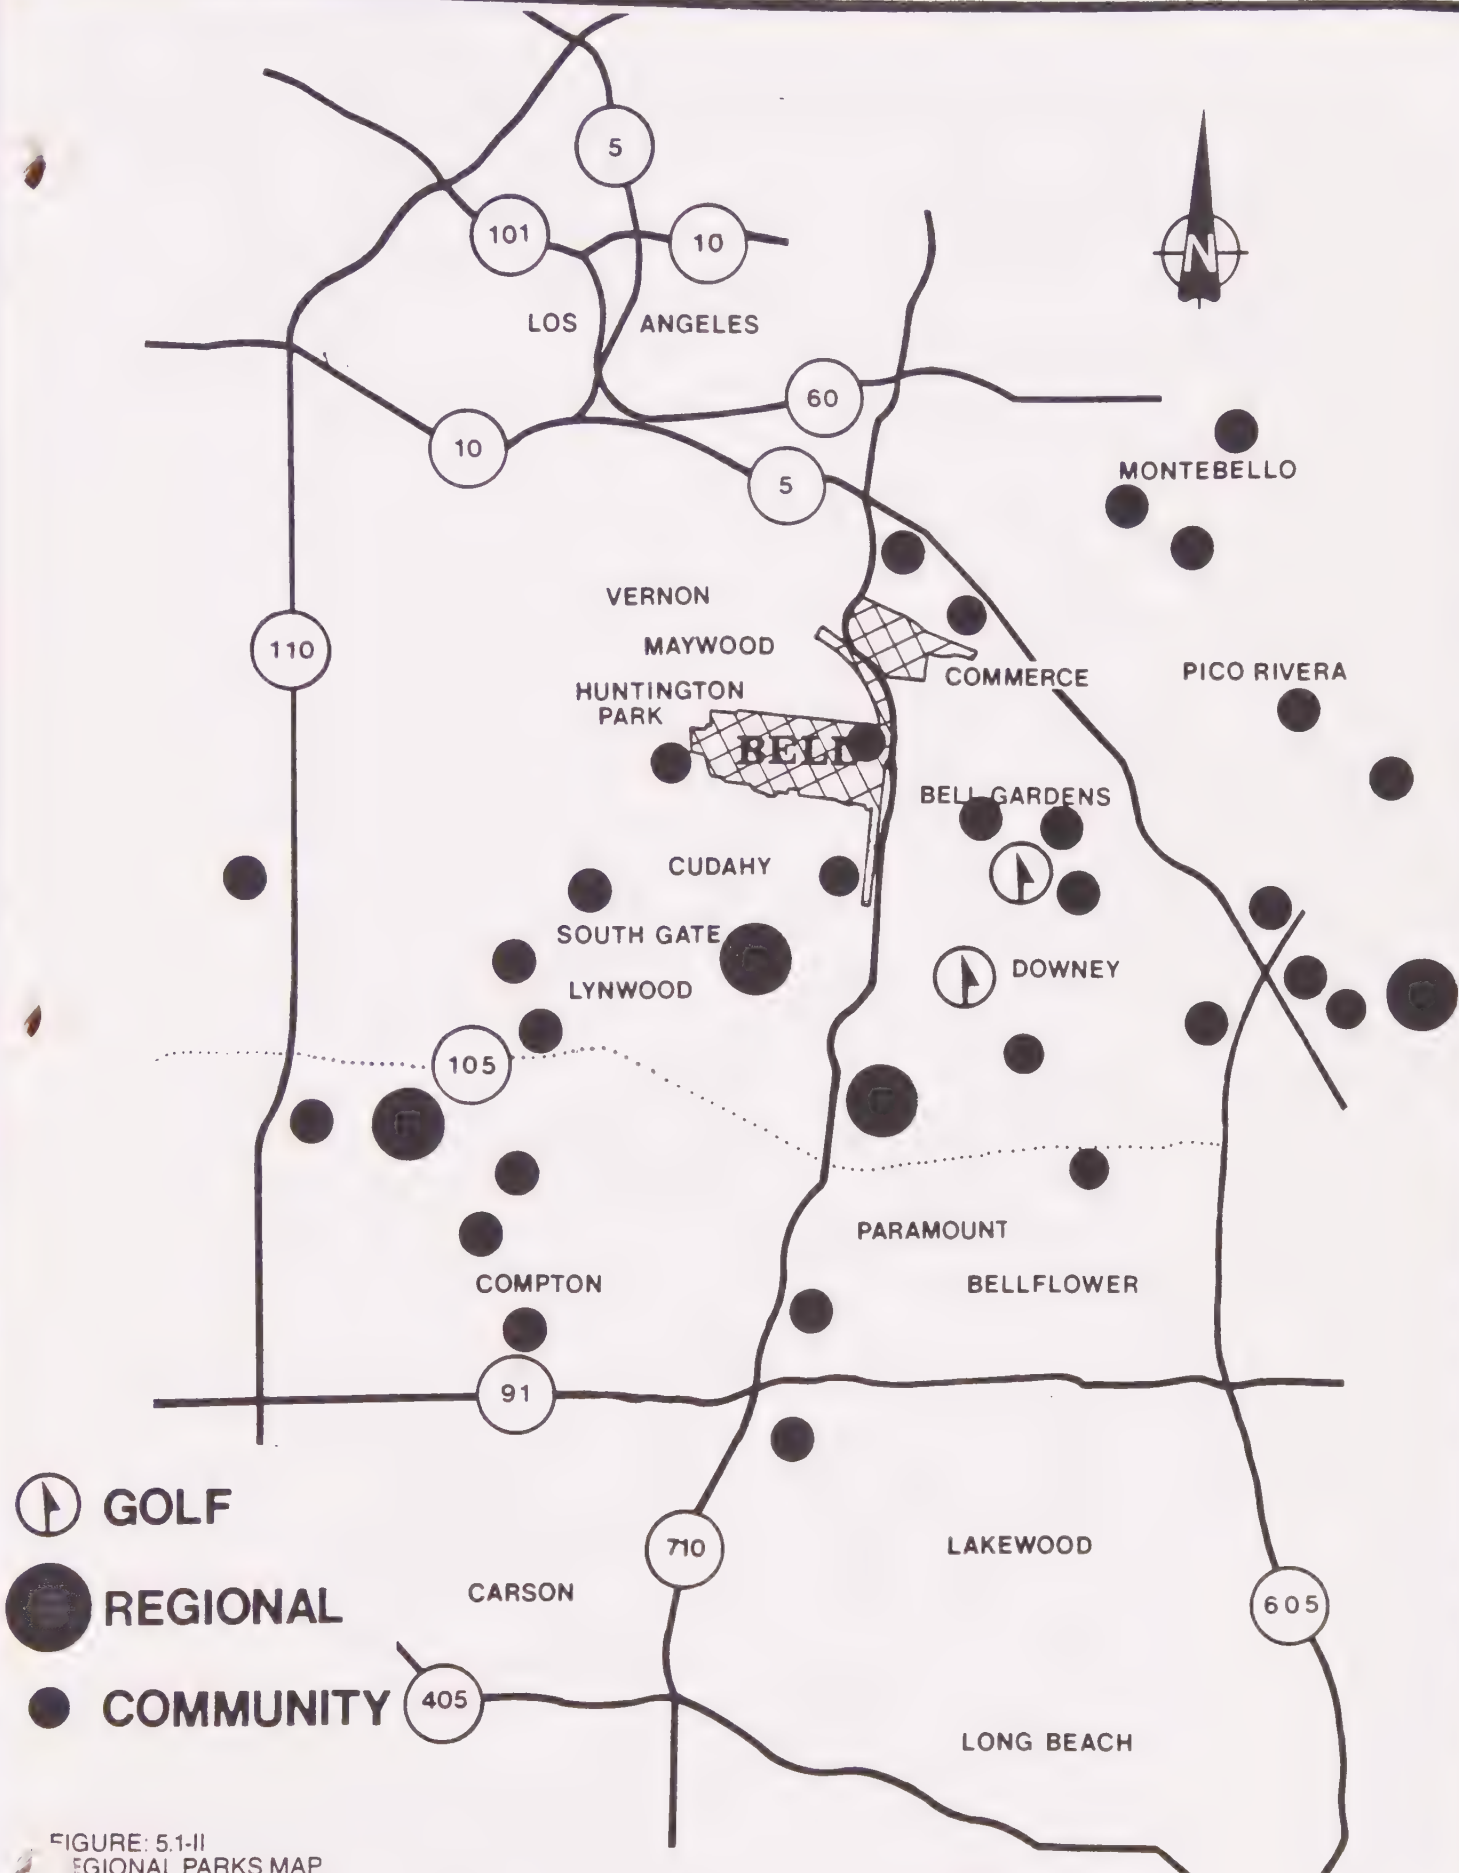 5
101
10
N
LOS ANGELES
60
10
MONTEBELLO
5
VERNON
110
MAYWOOD
PICO RIVERA
COMMERCE
HUNTINGTON
PARK
BELL
BELL GARDENS
CUDAHY
SOUTH GATE
DOWNEY
LYNWOOD
105
PARAMOUNT
COMPTON
BELLFLOWER
91
GOLF
710
LAKEWOOD
CARSON
REGIONAL
605
405
COMMUNITY
LONG BEACH
FIGURE: 5.1-II
EGIONAL PARKS MAP